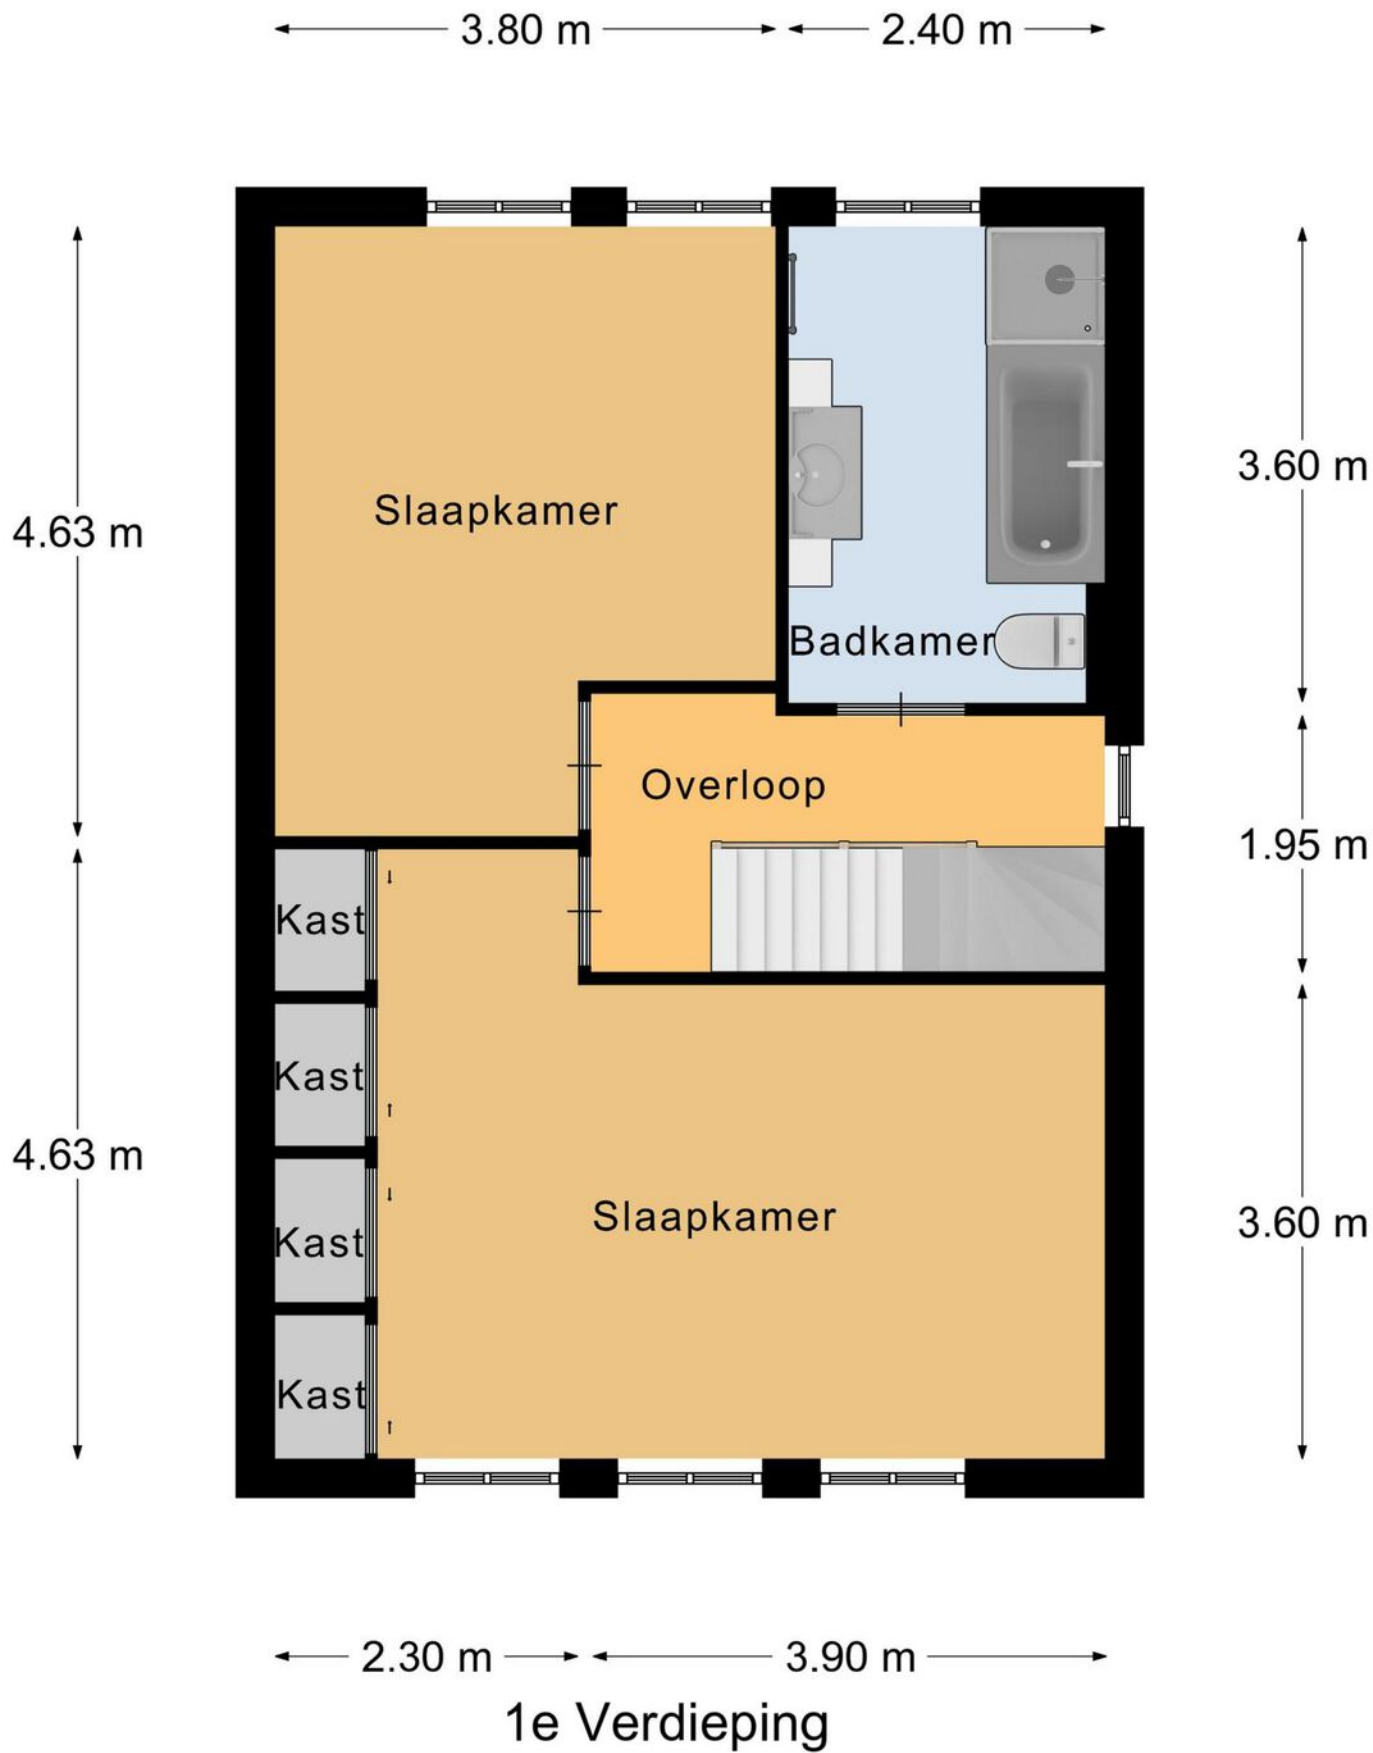 3.80 m
2.40 m
Slaapkamer
4.63 m
3.60 m
Badkamer
Overloop
1.95 m
Kast
Kast
4.63 m
Slaapkamer
3.60 m
Kast
Kast
2.30 m
3.90 m
1e Verdieping